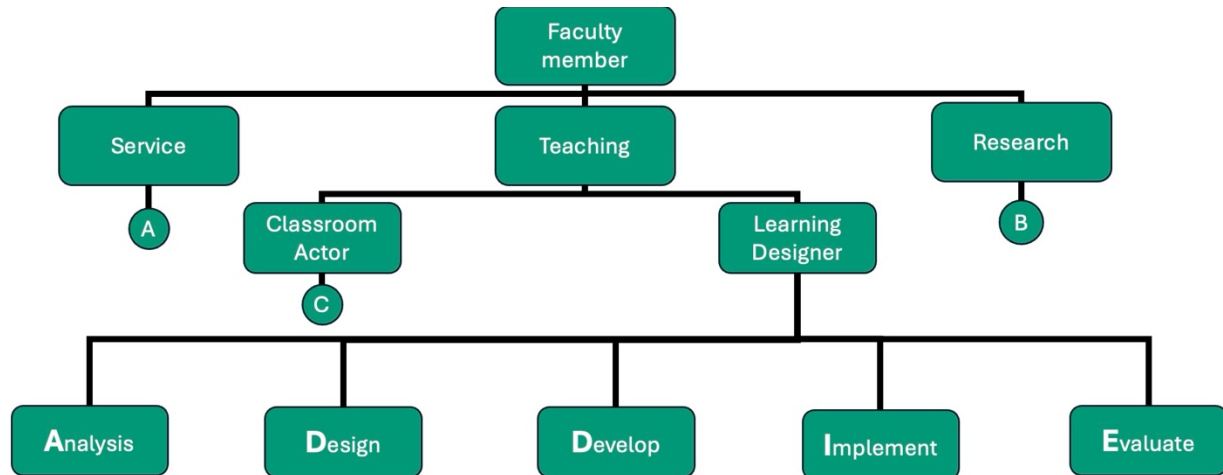 Faculty
member
Service
Teaching
Research
A
B
Classroom
Actor
Learning
Designer
C
Analysis
Design
Develop
Implement
Evaluate